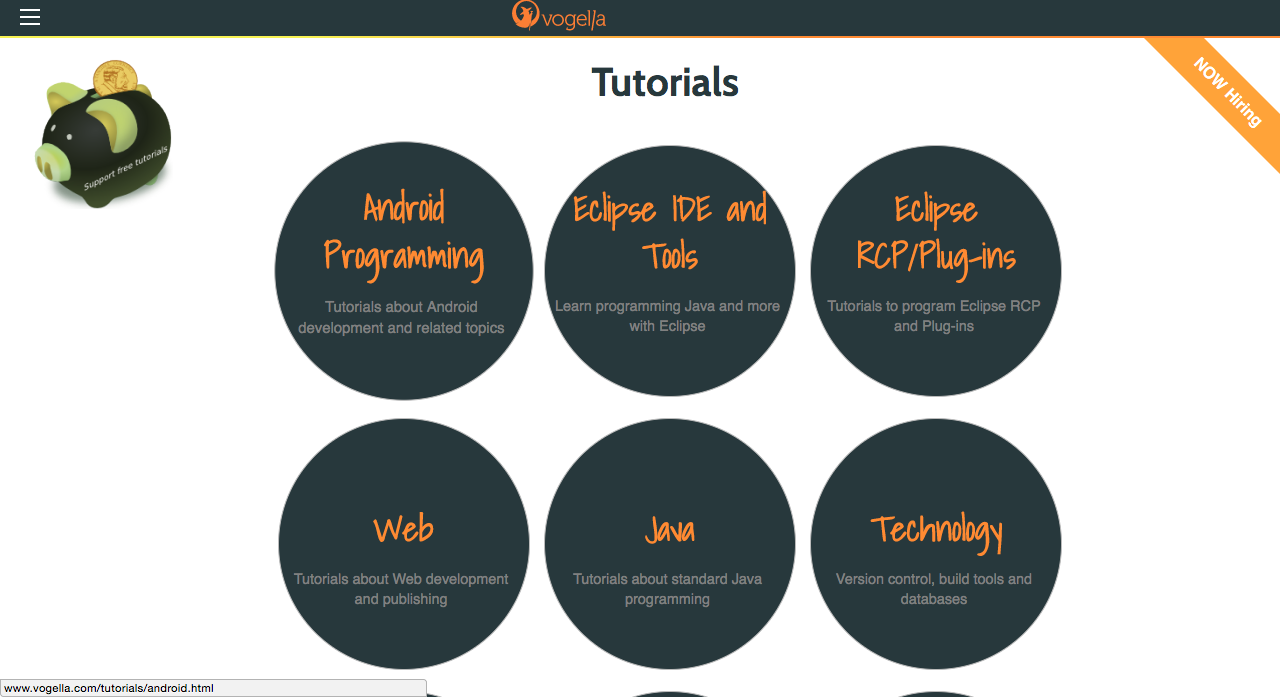 vogella
Tutorials
NOW Hiring
Support free tutorials
Android
Programming
Tutorials about Android
development and related topics
Eclipse IDE and
Tools
Learn programming Java and more
with Eclipse
Eclipse
RCP/Plug-ins
Tutorials to program Eclipse RCP
and Plug-ins
Web
Tutorials about Web development
and publishing
Java
Tutorials about standard Java
programming
Technology
Version control, build tools and
databases
www.vogella.com/tutorials/android.html